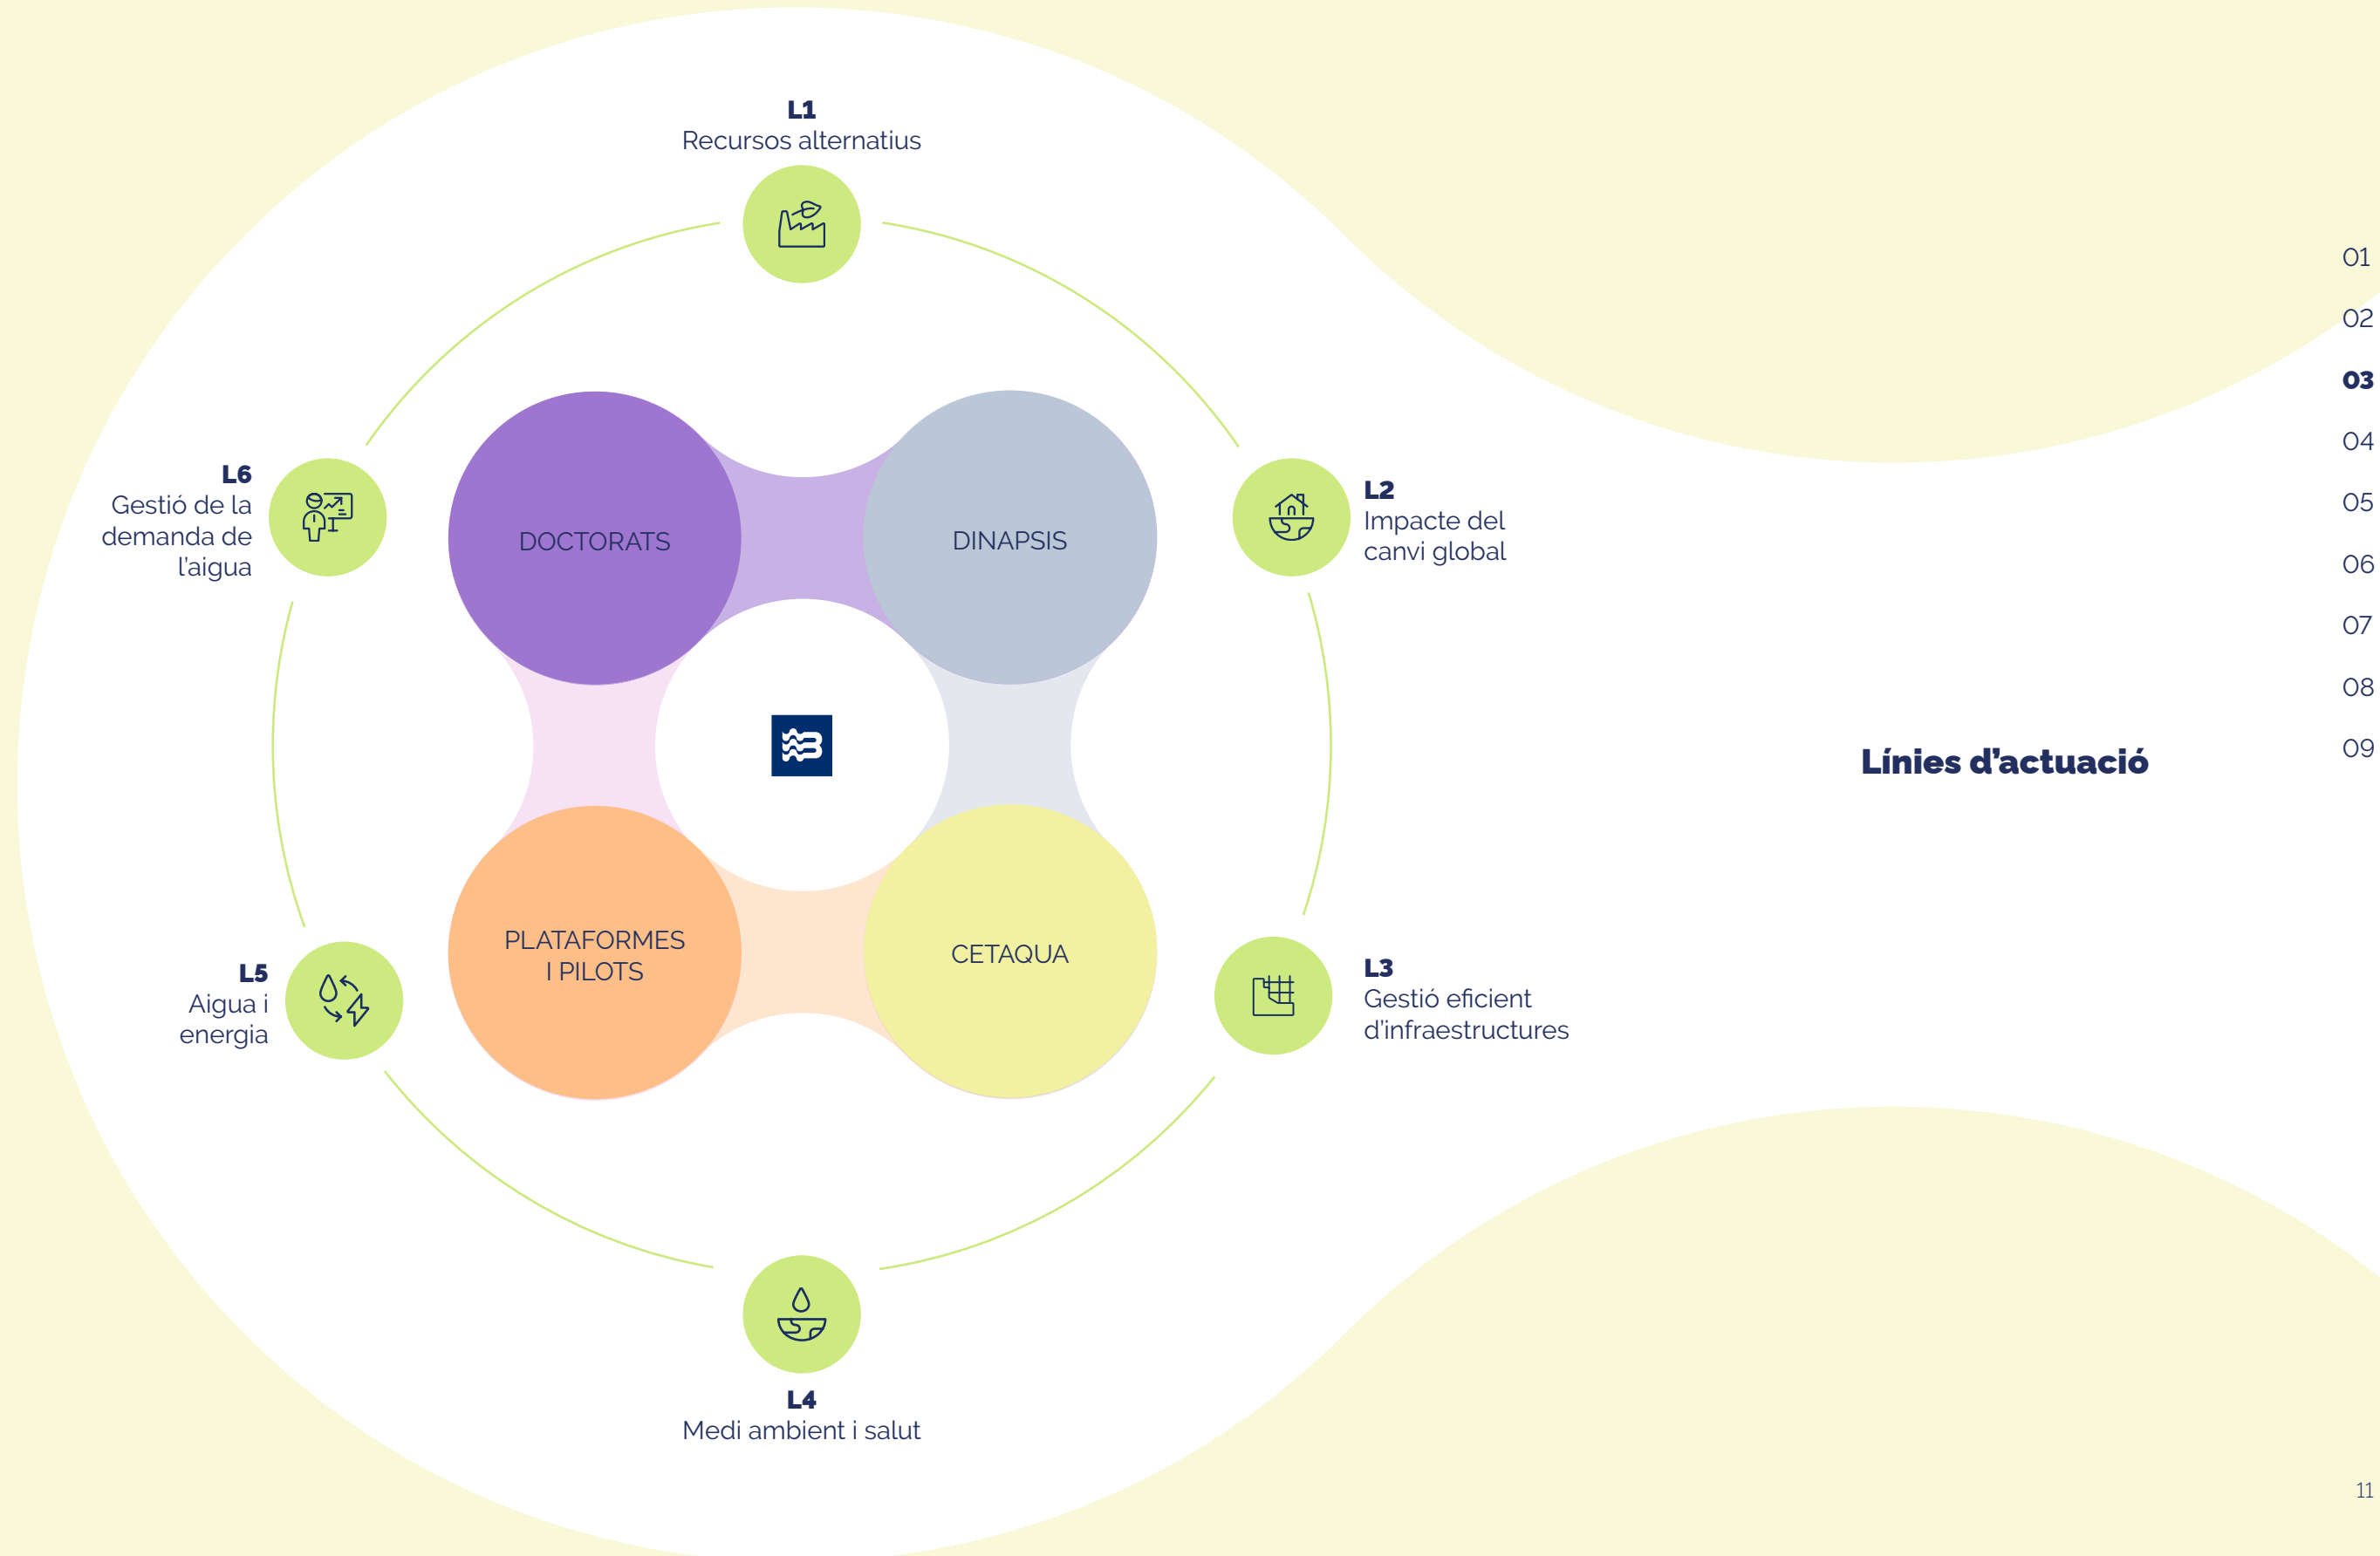 L1
Recursos alternatius
L2
Impacte del
canvi global
L3
Gestió eficient
d’infraestructures
L4
Medi ambient i salut
L5
Aigua i
energia
L6
Gestió de la
demanda de
l’aigua
DOCTORATS
DINAPSIS
PLATAFORMES
I PILOTS
CETAQUA
Línies d’actuació
01
02
03
04
05
06
07
08
09
11